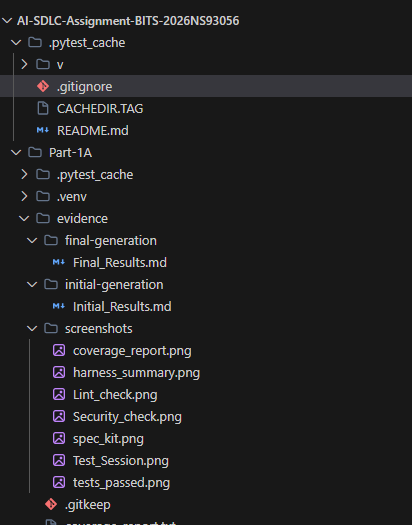 AI-SDLC-Assignment-BITS-2026NS93056
.pytest_cache
v
.gitignore
CACHEDIR.TAG
README.md
Part-1A
.pytest_cache
.venv
evidence
final-generation
Final_Results.md
initial-generation
Initial_Results.md
screenshots
coverage_report.png
harness_summary.png
Lint_check.png
Security_check.png
spec_kit.png
Test_Session.png
tests_passed.png
.gitkeep
coverage_report.txt